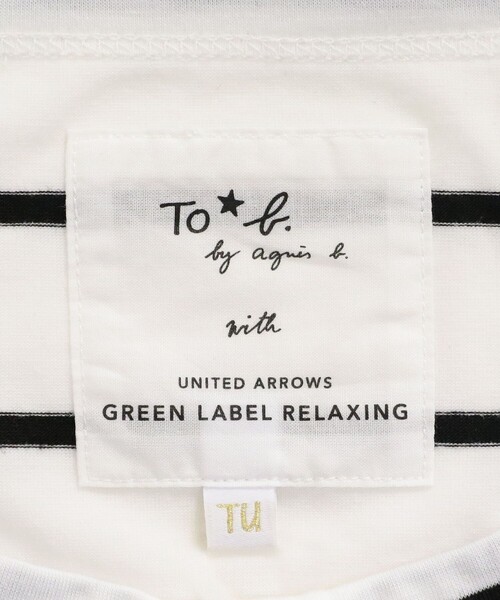 To★b.
by agnès b.
with
UNITED ARROWS
GREEN LABEL RELAXING
TU